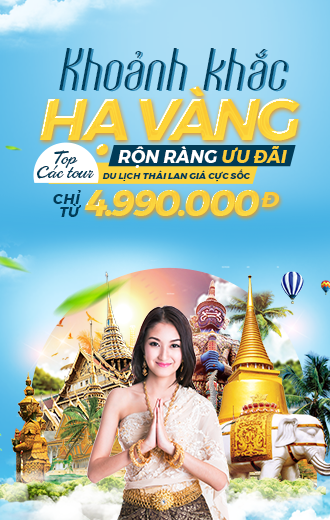 Khoảnh khắc
HẠ VÀNG
Top
Các tour
RỘN RÀNG ƯU ĐÃI
DU LỊCH THÁI LAN GIÁ CỰC SỐC
CHỈ
TỪ
4.990.000Đ